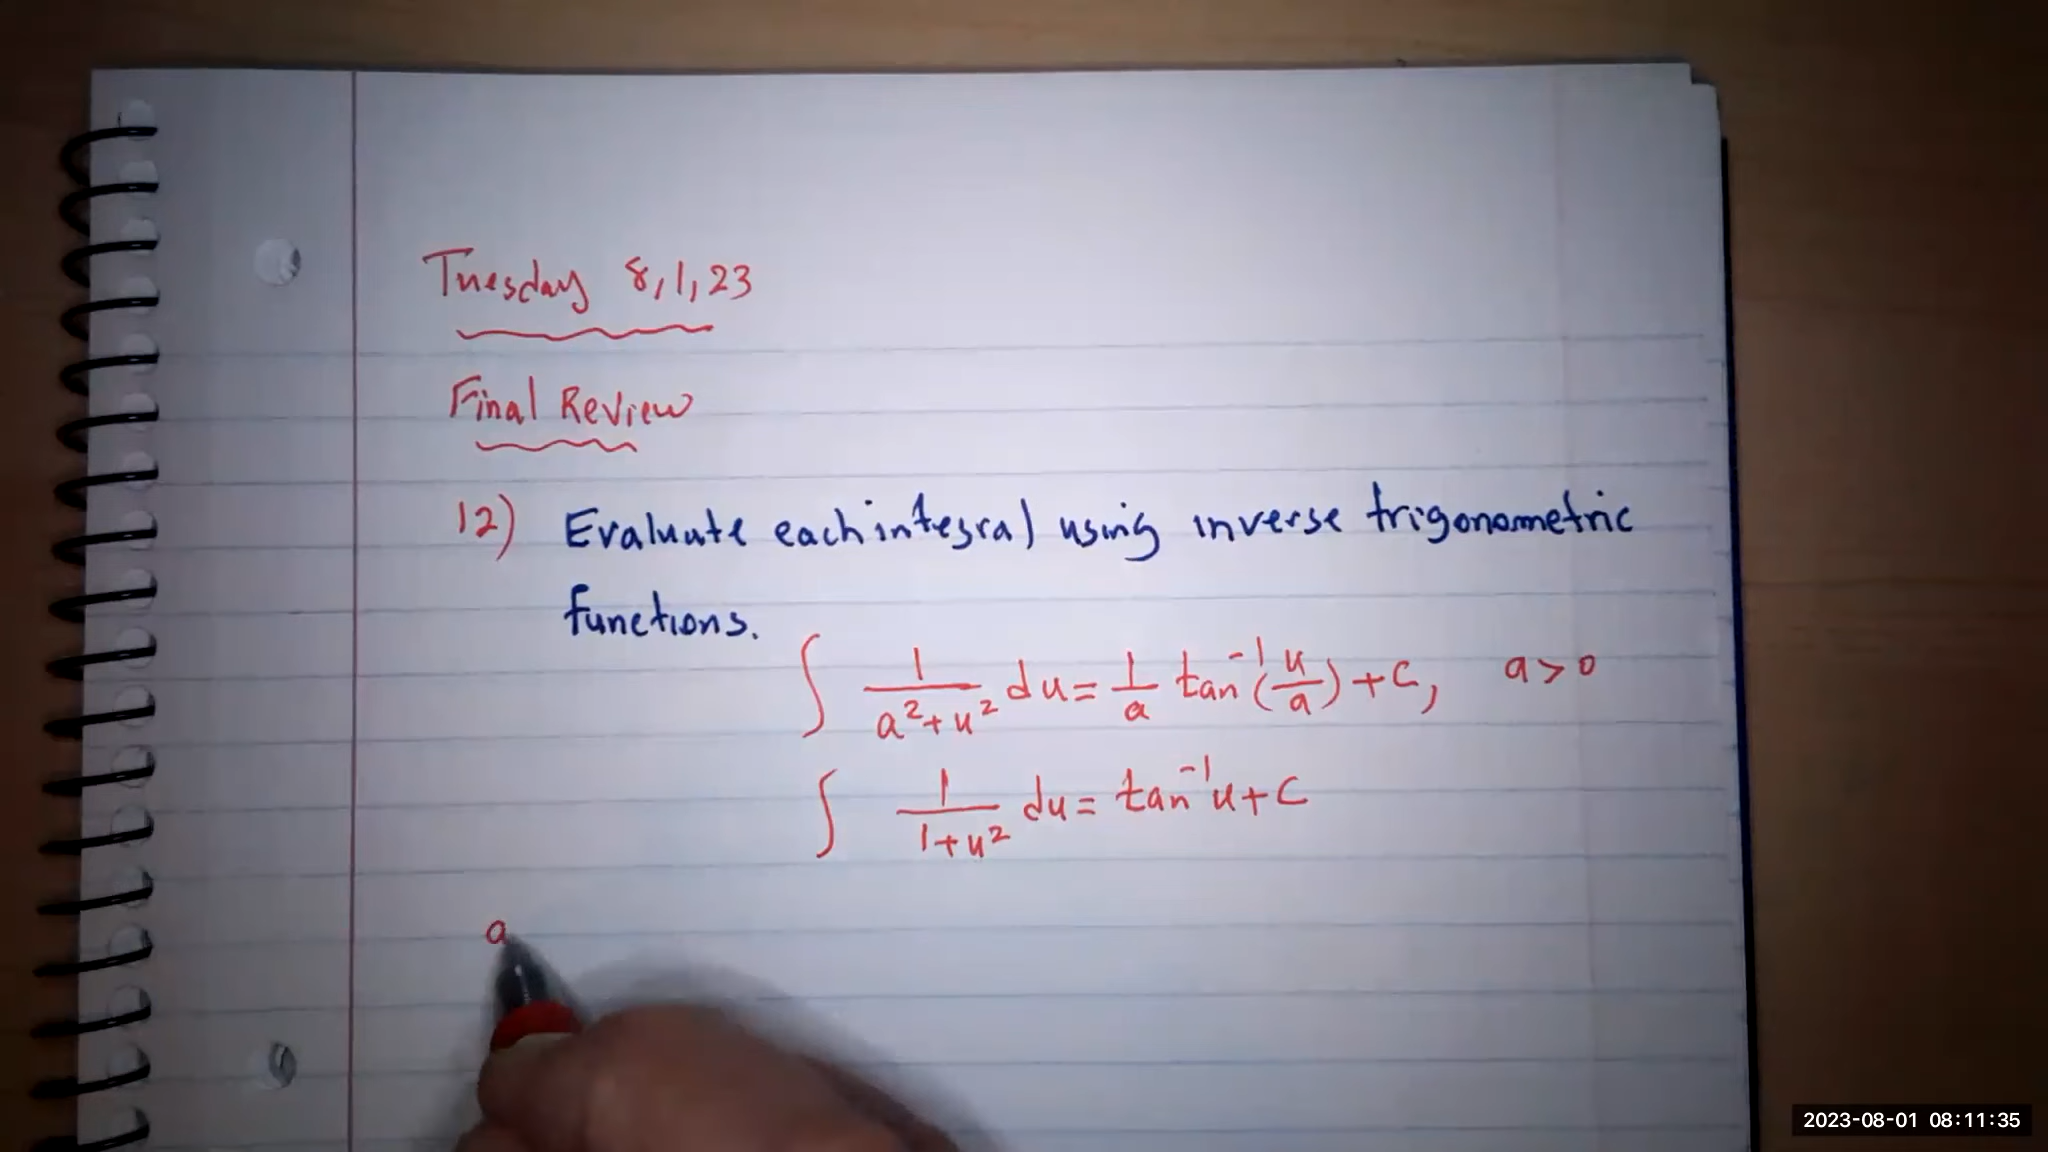 Tuesday 8,1,23
Final Review
12) Evaluate each integral using inverse trigonometric
functions.
∫ 1/(a²+u²) du = 1/a tan⁻¹(u/a) + C, a > 0
∫ 1/(1+u²) du = tan⁻¹u + C
a
2023-08-01 08:11:35